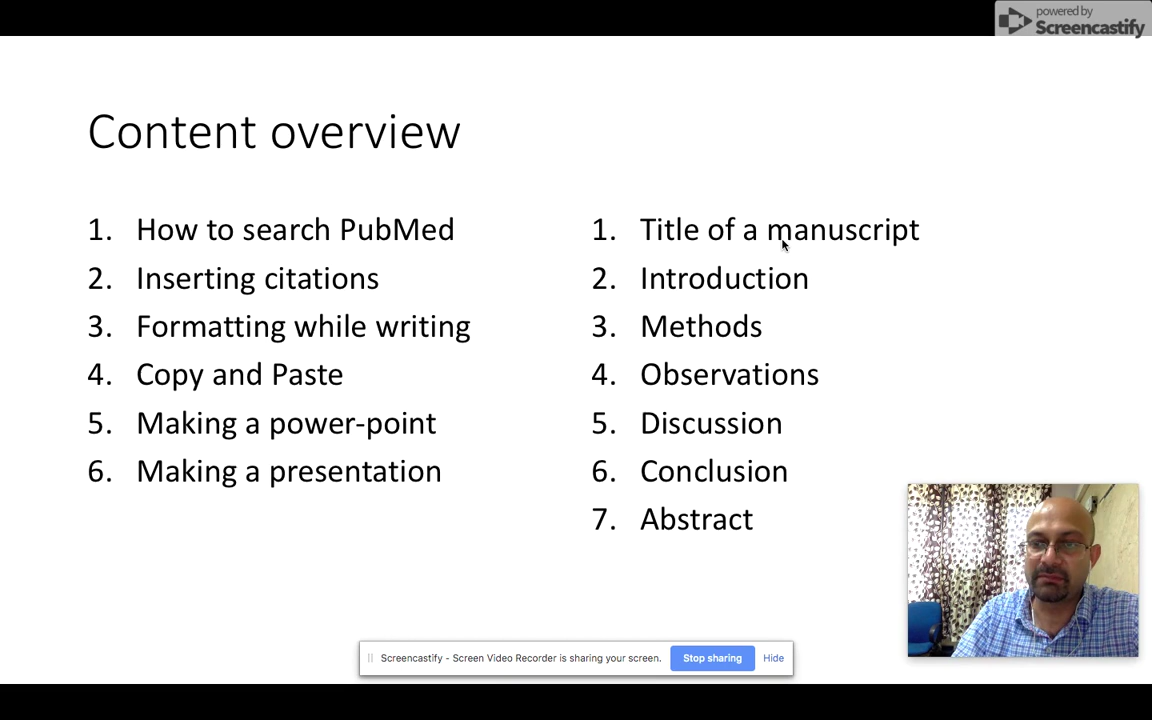 powered by
Screencastify
Content overview
1. How to search PubMed
2. Inserting citations
3. Formatting while writing
4. Copy and Paste
5. Making a power-point
6. Making a presentation
1. Title of a manuscript
2. Introduction
3. Methods
4. Observations
5. Discussion
6. Conclusion
7. Abstract
Screencastify - Screen Video Recorder is sharing your screen. Stop sharing Hide